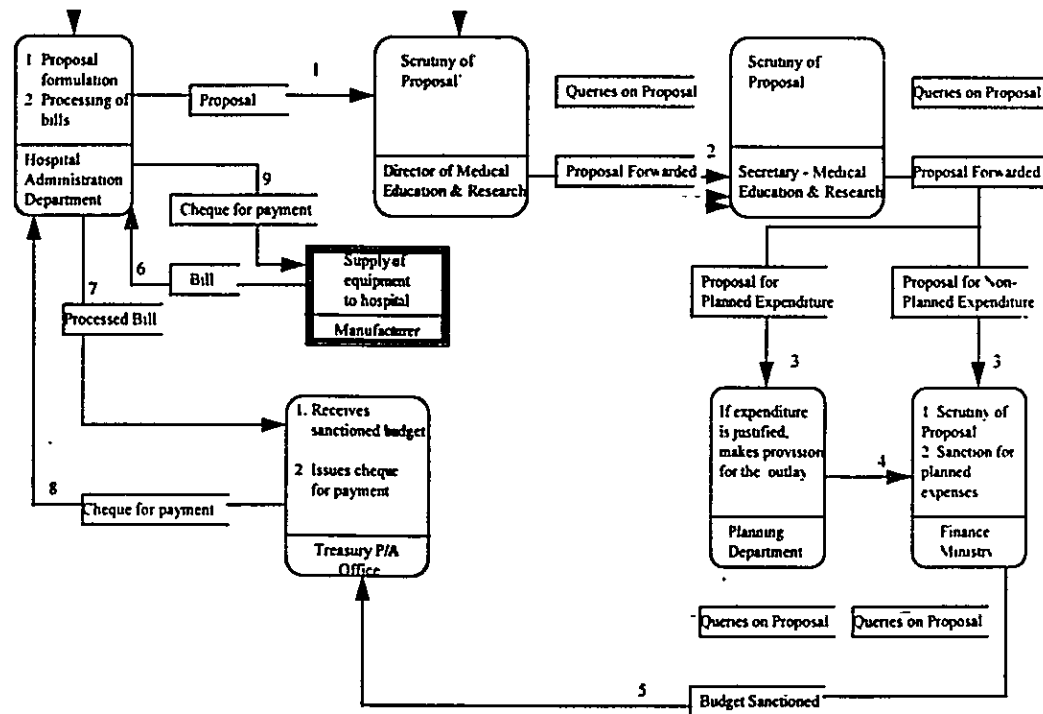 1 Proposal
formulation
2 Processing of
bills
Hospital
Administration
Department
Proposal
1
Scrutiny of
Proposal'
Director of Medical
Education & Research
Queries on Proposal
Proposal Forwarded
2
Scrutiny of
Proposal
Secretary - Medical
Education & Research
Queries on Proposal
Proposal Forwarded
9
Cheque for payment
6
Bill
7
Processed Bill
Supply of
equipment
to hospital
Manufacturer
Proposal for
Planned Expenditure
Proposal for Non-
Planned Expenditure
3
3
1. Receives
sanctioned budget
2 Issues cheque
for payment
Treasury P/A
Office
8
Cheque for payment
If expenditure
is justified,
makes provision
for the outlay
Planning
Department
4
1 Scrutiny of
Proposal
2 Sanction for
planned
expenses
Finance
Ministry
Queries on Proposal
Queries on Proposal
5
Budget Sanctioned